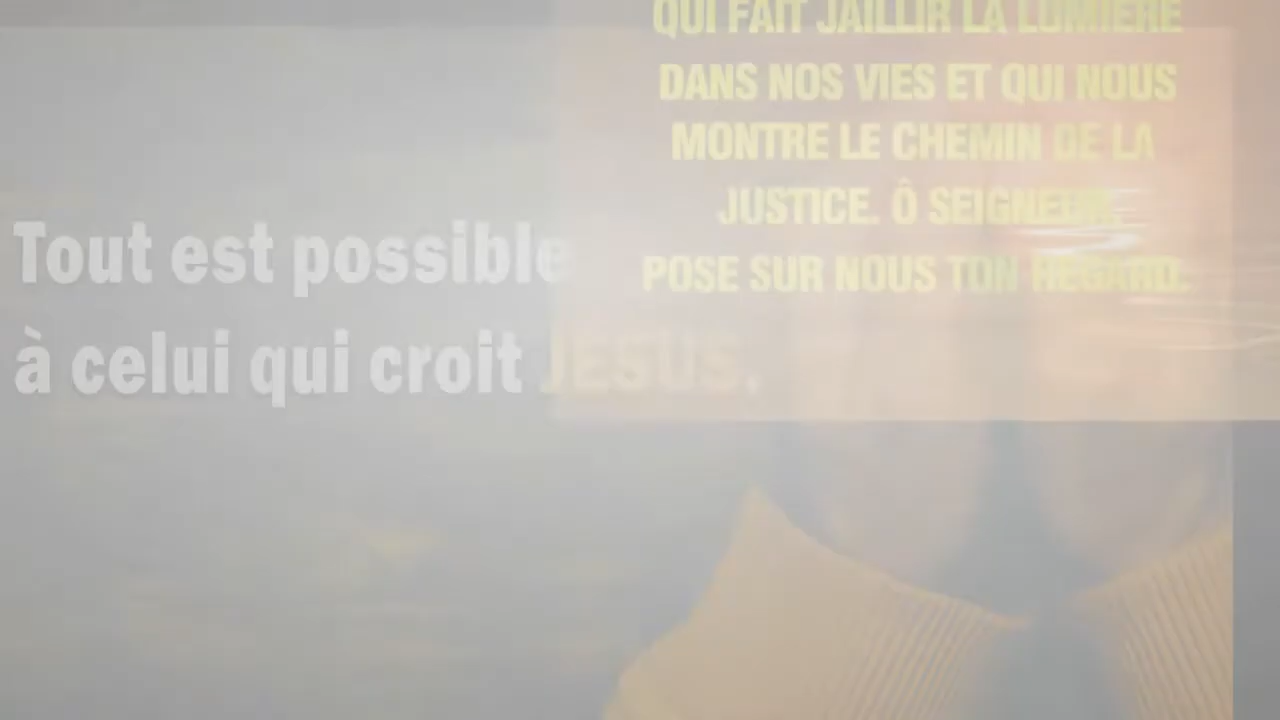 QUI FAIT JAILLIR LA LUMIÈRE
DANS NOS VIES ET QUI NOUS
MONTRE LE CHEMIN DE LA
JUSTICE. Ô SEIGNEUR,
POSE SUR NOUS TON REGARD.
Tout est possible
à celui qui croit JESUS.